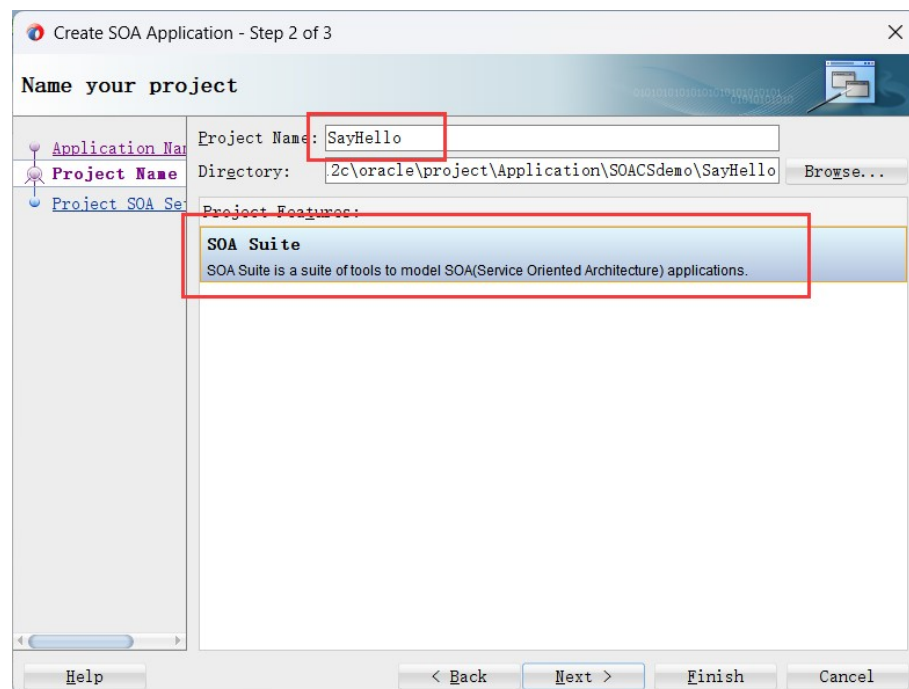 Create SOA Application - Step 2 of 3
Name your project
Application Nam
Project Name
Project SOA Se
Project Name: SayHello
Directory: .2c\oracle\project\Application\SOACSdemo\SayHello Browse...
Project Features:
SOA Suite
SOA Suite is a suite of tools to model SOA(Service Oriented Architecture) applications.
Help < Back Next > Finish Cancel